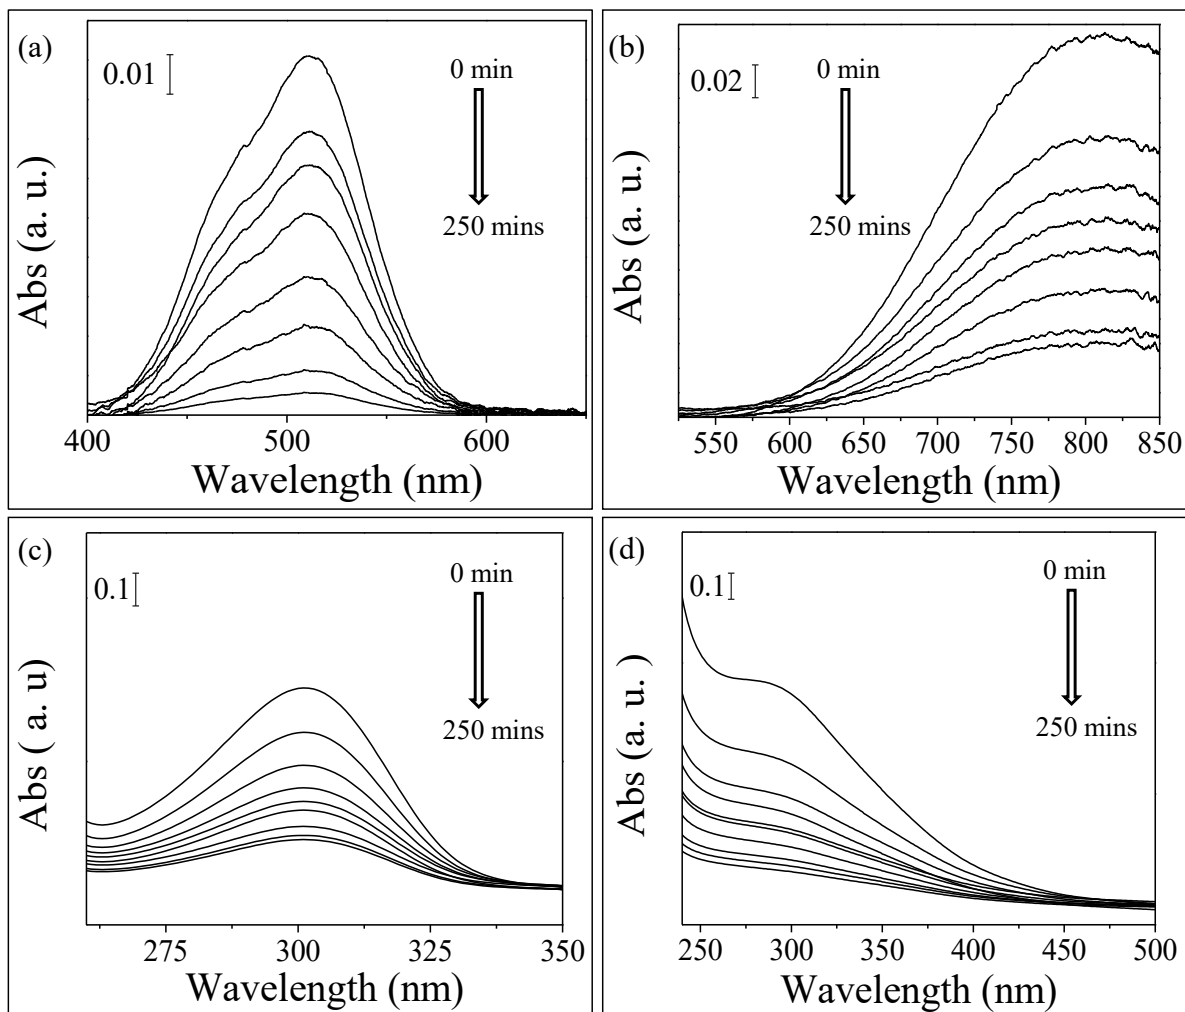 (a)
0.01
0 min
250 mins
Abs (a. u.)
400 500 600
Wavelength (nm)
(b)
0.02
0 min
250 mins
Abs (a. u.)
550 600 650 700 750 800 850
Wavelength (nm)
(c)
0.1
0 min
250 mins
Abs ( a. u)
275 300 325 350
Wavelength (nm)
(d)
0.1
0 min
250 mins
Abs (a. u. )
250 300 350 400 450 500
Wavelength (nm)